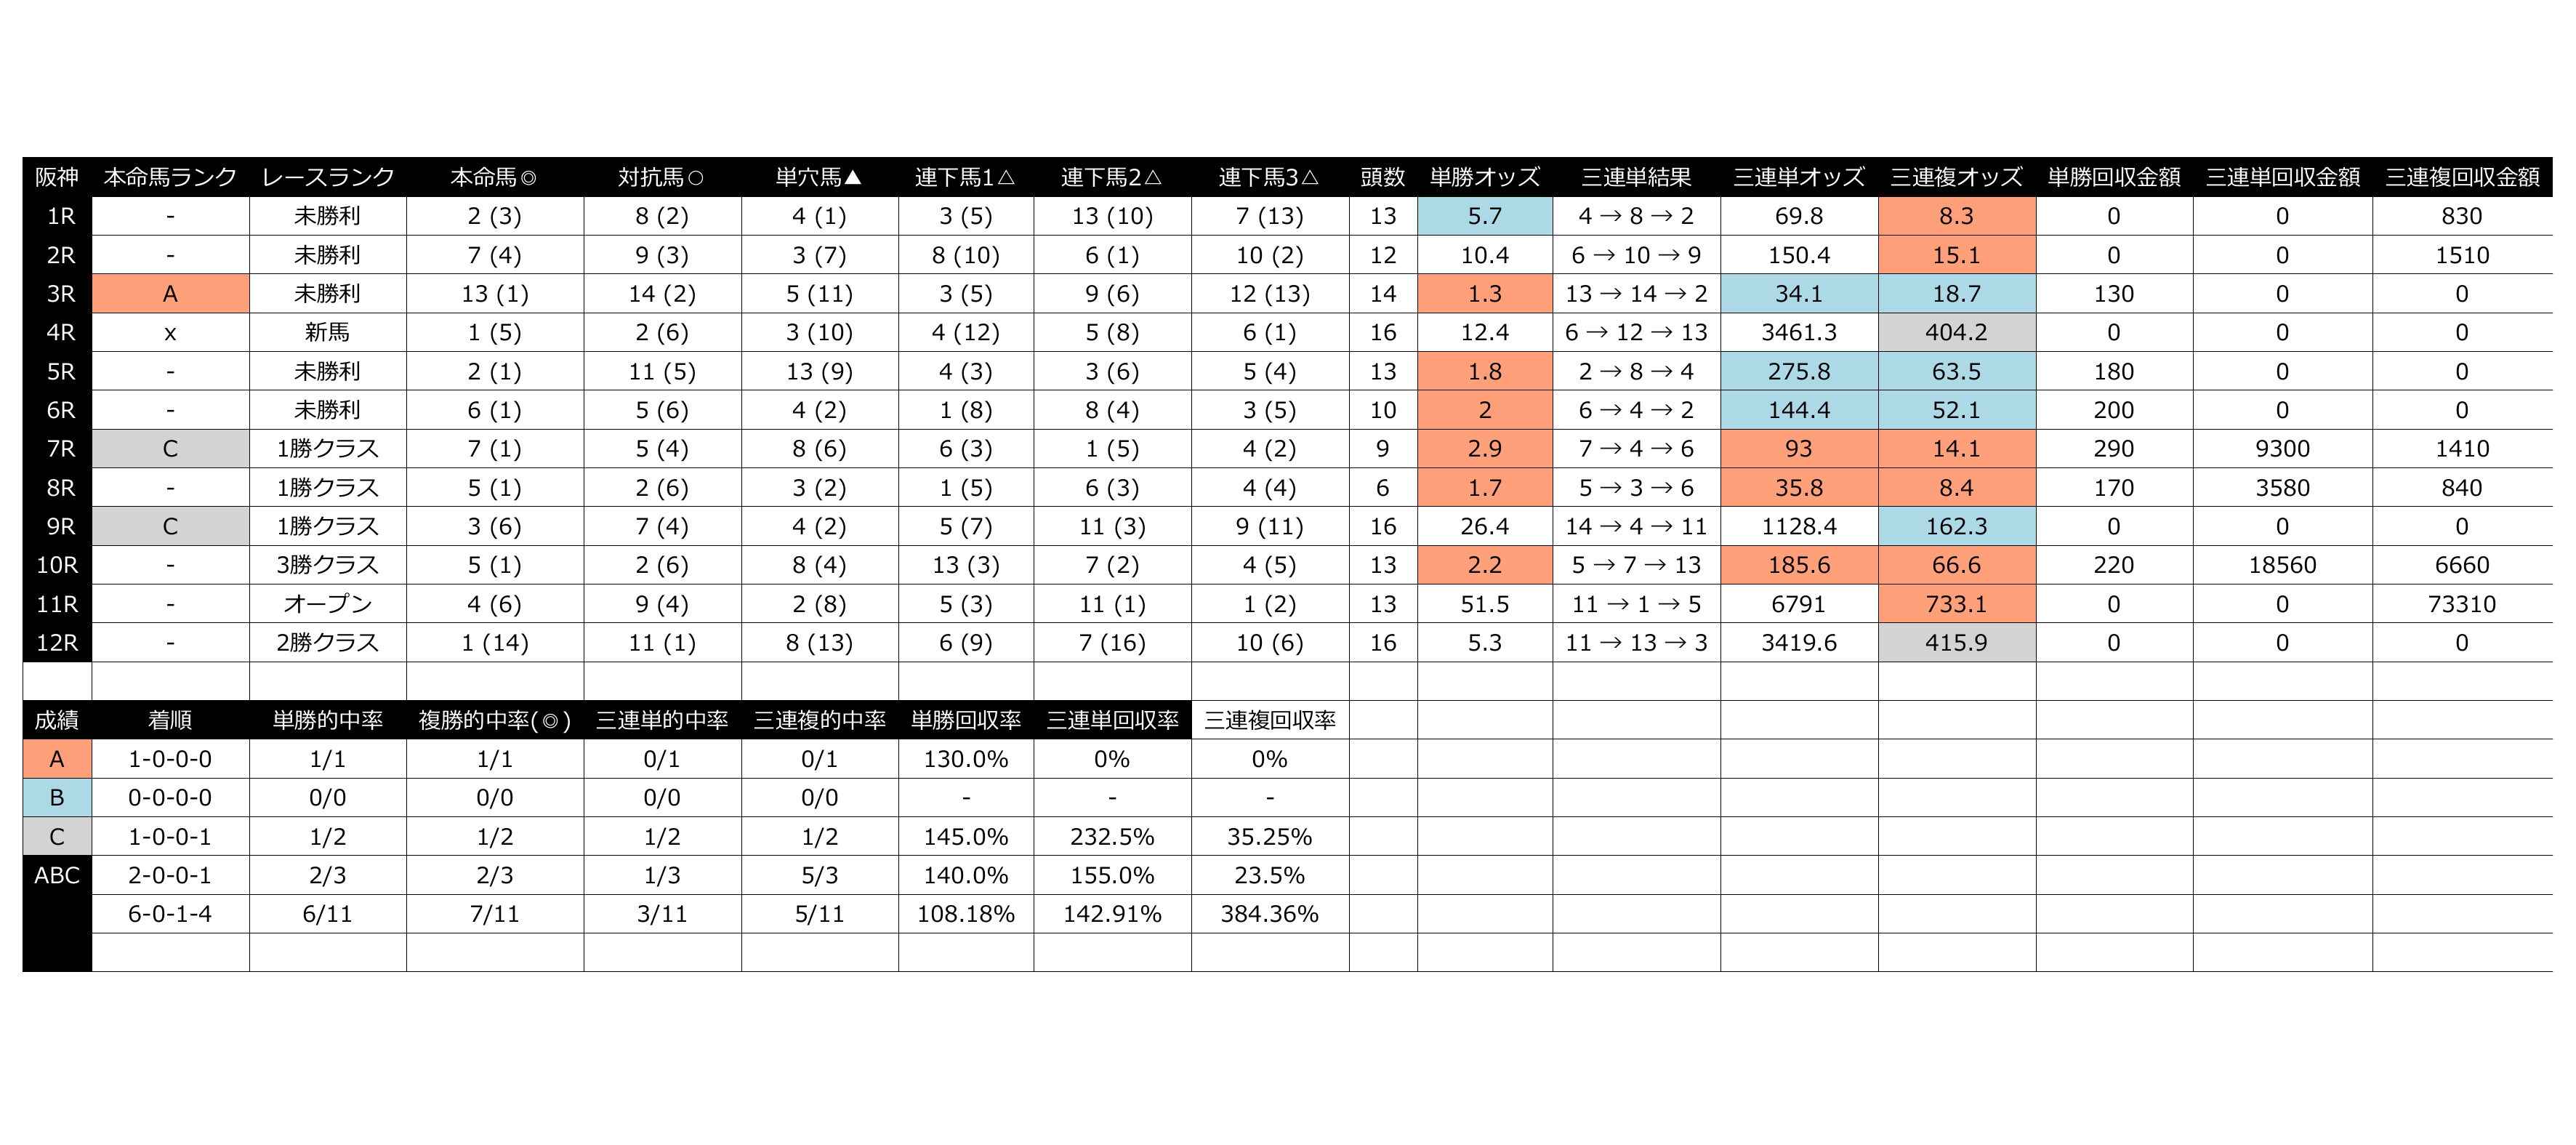 阪神 本命馬ランク レースランク 本命馬◎ 対抗馬○ 単穴馬▲ 連下馬1△ 連下馬2△ 連下馬3△ 頭数 単勝オッズ 三連単結果 三連単オッズ 三連複オッズ 単勝回収金額 三連単回収金額 三連複回収金額
1R - 未勝利 2 (3) 8 (2) 4 (1) 3 (5) 13 (10) 7 (13) 13 5.7 4 → 8 → 2 69.8 8.3 0 0 830
2R - 未勝利 7 (4) 9 (3) 3 (7) 8 (10) 6 (1) 10 (2) 12 10.4 6 → 10 → 9 150.4 15.1 0 0 1510
3R A 未勝利 13 (1) 14 (2) 5 (11) 3 (5) 9 (6) 12 (13) 14 1.3 13 → 14 → 2 34.1 18.7 130 0 0
4R x 新馬 1 (5) 2 (6) 3 (10) 4 (12) 5 (8) 6 (1) 16 12.4 6 → 12 → 13 3461.3 404.2 0 0 0
5R - 未勝利 2 (1) 11 (5) 13 (9) 4 (3) 3 (6) 5 (4) 13 1.8 2 → 8 → 4 275.8 63.5 180 0 0
6R - 未勝利 6 (1) 5 (6) 4 (2) 1 (8) 8 (4) 3 (5) 10 2 6 → 4 → 2 144.4 52.1 200 0 0
7R C 1勝クラス 7 (1) 5 (4) 8 (6) 6 (3) 1 (5) 4 (2) 9 2.9 7 → 4 → 6 93 14.1 290 9300 1410
8R - 1勝クラス 5 (1) 2 (6) 3 (2) 1 (5) 6 (3) 4 (4) 6 1.7 5 → 3 → 6 35.8 8.4 170 3580 840
9R C 1勝クラス 3 (6) 7 (4) 4 (2) 5 (7) 11 (3) 9 (11) 16 26.4 14 → 4 → 11 1128.4 162.3 0 0 0
10R - 3勝クラス 5 (1) 2 (6) 8 (4) 13 (3) 7 (2) 4 (5) 13 2.2 5 → 7 → 13 185.6 66.6 220 18560 6660
11R - オープン 4 (6) 9 (4) 2 (8) 5 (3) 11 (1) 1 (2) 13 51.5 11 → 1 → 5 6791 733.1 0 0 73310
12R - 2勝クラス 1 (14) 11 (1) 8 (13) 6 (9) 7 (16) 10 (6) 16 5.3 11 → 13 → 3 3419.6 415.9 0 0 0
成績 着順 単勝的中率 複勝的中率(◎) 三連単的中率 三連複的中率 単勝回収率 三連単回収率 三連複回収率
A 1-0-0-0 1/1 1/1 0/1 0/1 130.0% 0% 0%
B 0-0-0-0 0/0 0/0 0/0 0/0 - - -
C 1-0-0-1 1/2 1/2 1/2 1/2 145.0% 232.5% 35.25%
ABC 2-0-0-1 2/3 2/3 1/3 5/3 140.0% 155.0% 23.5%
6-0-1-4 6/11 7/11 3/11 5/11 108.18% 142.91% 384.36%